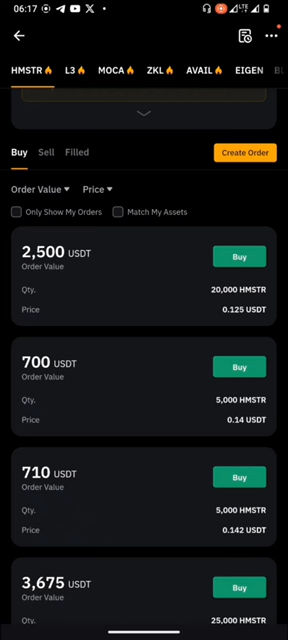 06:17
LTE
HMSTR🔥 L3🔥 MOCA🔥 ZKL🔥 AVAIL🔥 EIGEN
Buy Sell Filled Create Order
Order Value Price
Only Show My Orders Match My Assets
2,500 USDT Buy
Order Value
Qty. 20,000 HMSTR
Price 0.125 USDT
700 USDT Buy
Order Value
Qty. 5,000 HMSTR
Price 0.14 USDT
710 USDT Buy
Order Value
Qty. 5,000 HMSTR
Price 0.142 USDT
3,675 USDT Buy
Order Value
Qty. 25,000 HMSTR